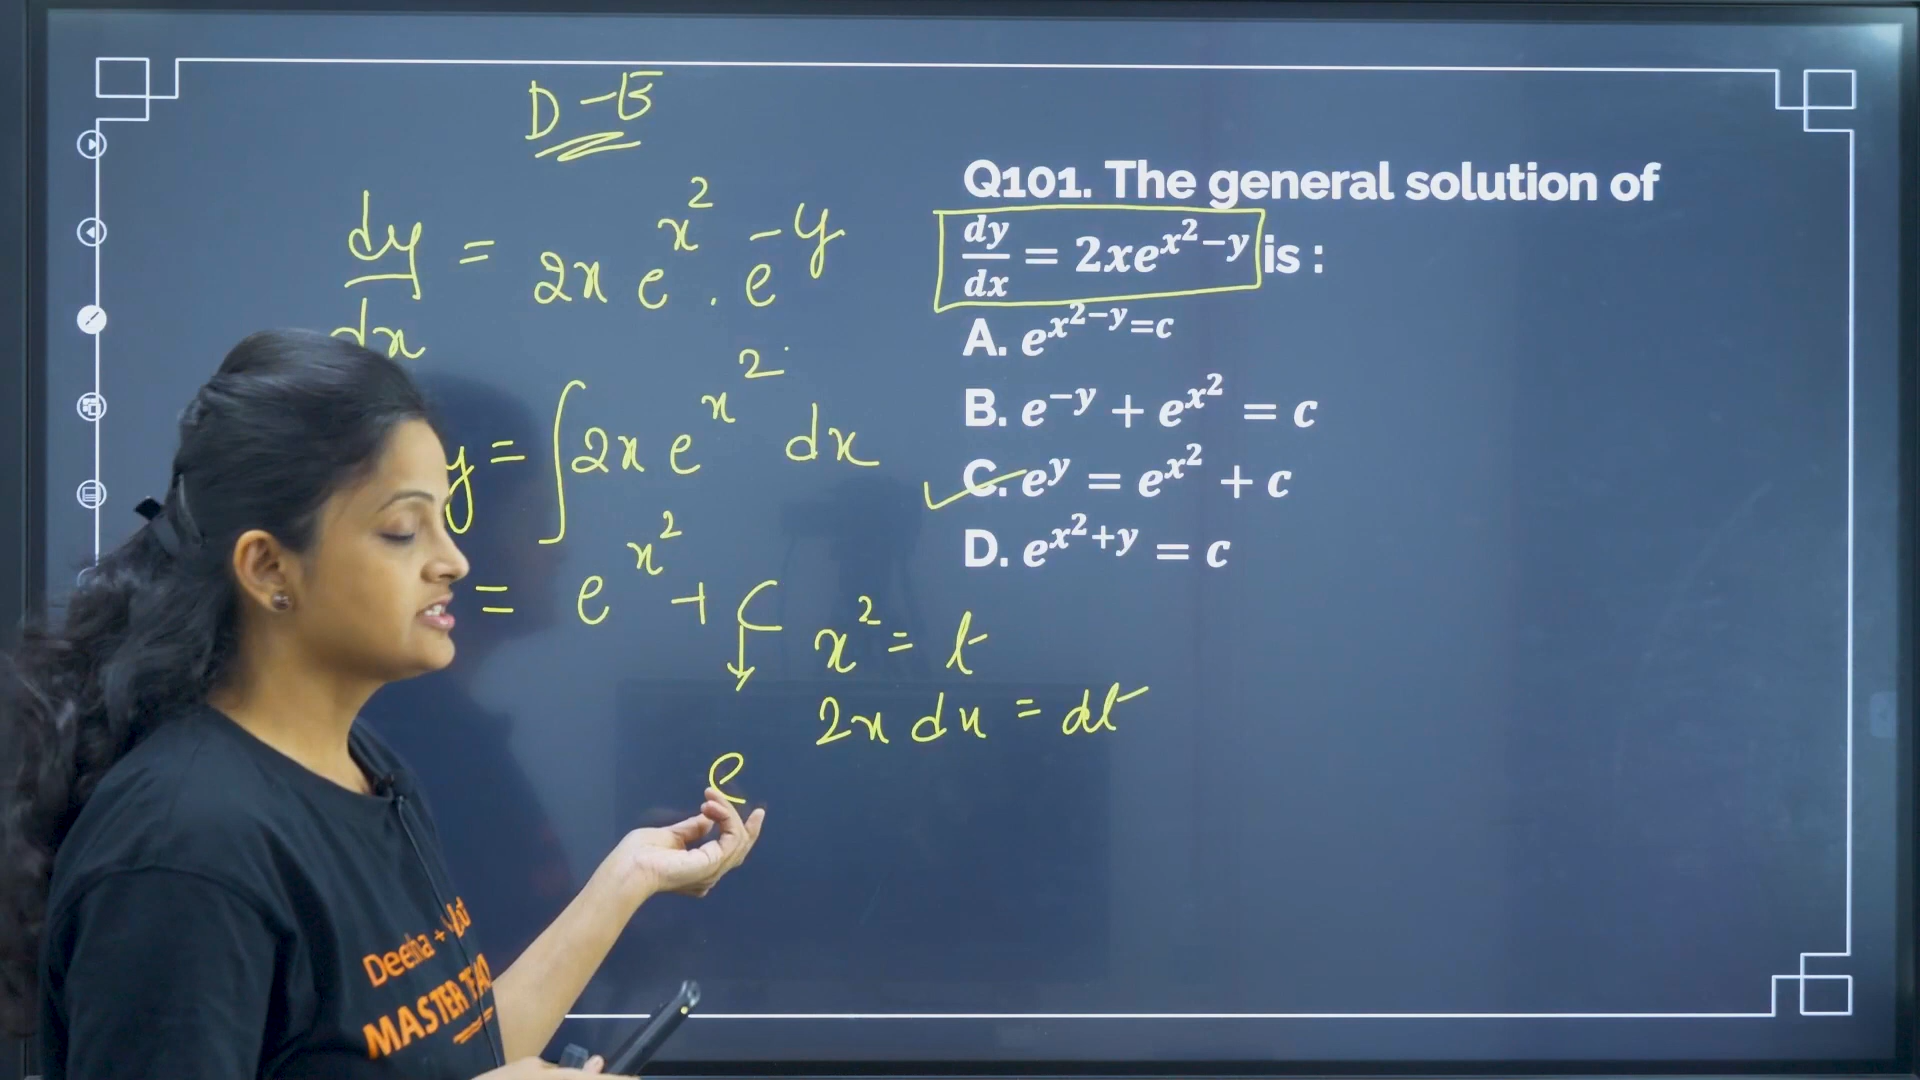 D-E
dy/dx = 2x e^x² . e^-y
y = ∫ 2x e^x² dx
= e^x² + C
x² = t
2x dx = dt
e
Q101. The general solution of
dy/dx = 2xe^x²−y is :
A. e^x²−y=c
B. e^−y + e^x² = c
C. e^y = e^x² + c
D. e^x²+y = c
MASTER